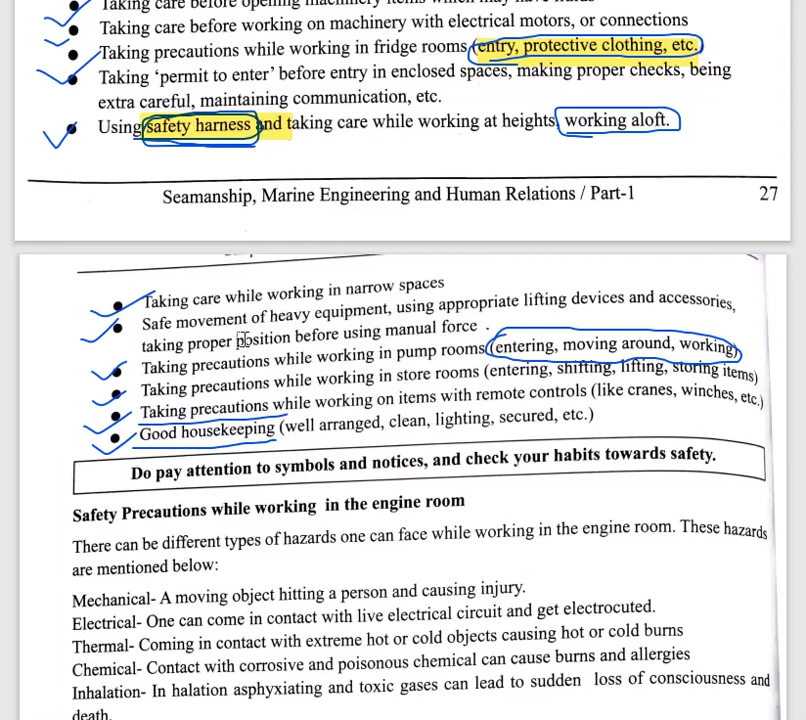 Taking care before opening machinery items which may have
Taking care before working on machinery with electrical motors, or connections
Taking precautions while working in fridge rooms (entry, protective clothing, etc.)
Taking ‘permit to enter’ before entry in enclosed spaces, making proper checks, being
extra careful, maintaining communication, etc.
Using safety harness and taking care while working at heights, working aloft.
Seamanship, Marine Engineering and Human Relations / Part-1 27
Taking care while working in narrow spaces
Safe movement of heavy equipment, using appropriate lifting devices and accessories,
taking proper position before using manual force .
Taking precautions while working in pump rooms (entering, moving around, working)
Taking precautions while working in store rooms (entering, shifting, lifting, storing items)
Taking precautions while working on items with remote controls (like cranes, winches, etc.)
Good housekeeping (well arranged, clean, lighting, secured, etc.)
Do pay attention to symbols and notices, and check your habits towards safety.
Safety Precautions while working in the engine room
There can be different types of hazards one can face while working in the engine room. These hazards
are mentioned below:
Mechanical- A moving object hitting a person and causing injury.
Electrical- One can come in contact with live electrical circuit and get electrocuted.
Thermal- Coming in contact with extreme hot or cold objects causing hot or cold burns
Chemical- Contact with corrosive and poisonous chemical can cause burns and allergies
Inhalation- In halation asphyxiating and toxic gases can lead to sudden loss of consciousness and
death.